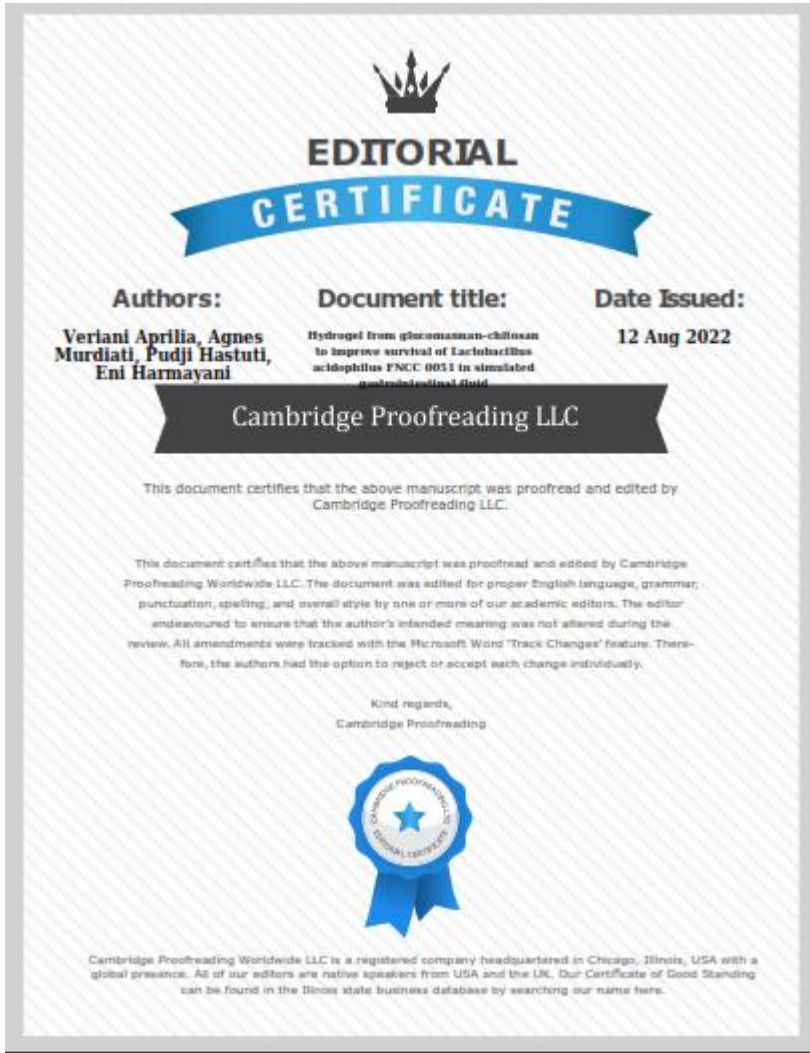 EDITORIAL
CERTIFICATE
Authors:
Document title:
Date Issued:
Veriani Aprilia, Agnes
Murdiati, Pudji Hastuti,
Eni Harmayani
Hydrogel from glucomannan-chitosan
to improve survival of Lactobacillus
acidophilus FNCC 0051 in simulated
gastrointestinal fluid
12 Aug 2022
Cambridge Proofreading LLC
This document certifies that the above manuscript was proofread and edited by
Cambridge Proofreading LLC.
This document certifies that the above manuscript was proofread and edited by Cambridge
Proofreading Worldwide LLC. The document was edited for proper English language, grammar,
punctuation, spelling, and overall style by one or more of our academic editors. The editor
endeavoured to ensure that the author's intended meaning was not altered during the
review. All amendments were tracked with the Microsoft Word "Track Changes" feature. There-
fore, the authors had the option to reject or accept each change individually.
Kind regards,
Cambridge Proofreading
CAMBRIDGE PROOFREADING LTD
EDITORIAL CERTIFICATE
Cambridge Proofreading Worldwide LLC is a registered company headquartered in Chicago, Illinois, USA with a
global presence. All of our editors are native speakers from USA and the UK. Our Certificate of Good Standing
can be found in the Illinois state business database by searching our name here.